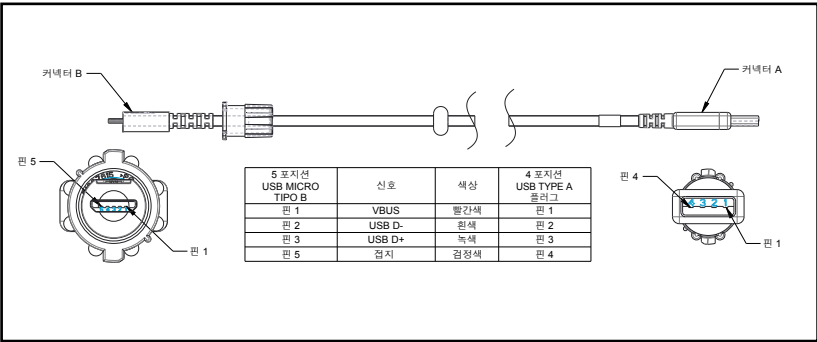 커넥터 B
커넥터 A
핀 5
핀 1
5 포지션
USB MICRO
TIPO B
신호
색상
4 포지션
USB TYPE A
플러그
핀 1
VBUS
빨간색
핀 1
핀 2
USB D-
흰색
핀 2
핀 3
USB D+
녹색
핀 3
핀 5
접지
검정색
핀 4
핀 4
4 3 2 1
핀 1